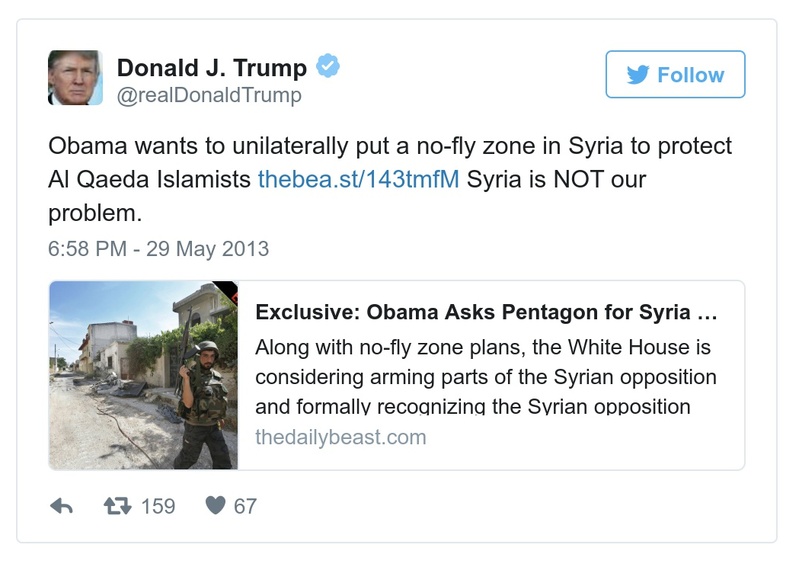 Donald J. Trump
@realDonaldTrump
Follow
Obama wants to unilaterally put a no-fly zone in Syria to protect
Al Qaeda Islamists thebea.st/143tmfM Syria is NOT our
problem.
6:58 PM - 29 May 2013
Exclusive: Obama Asks Pentagon for Syria ...
Along with no-fly zone plans, the White House is
considering arming parts of the Syrian opposition
and formally recognizing the Syrian opposition
thedailybeast.com
159 67